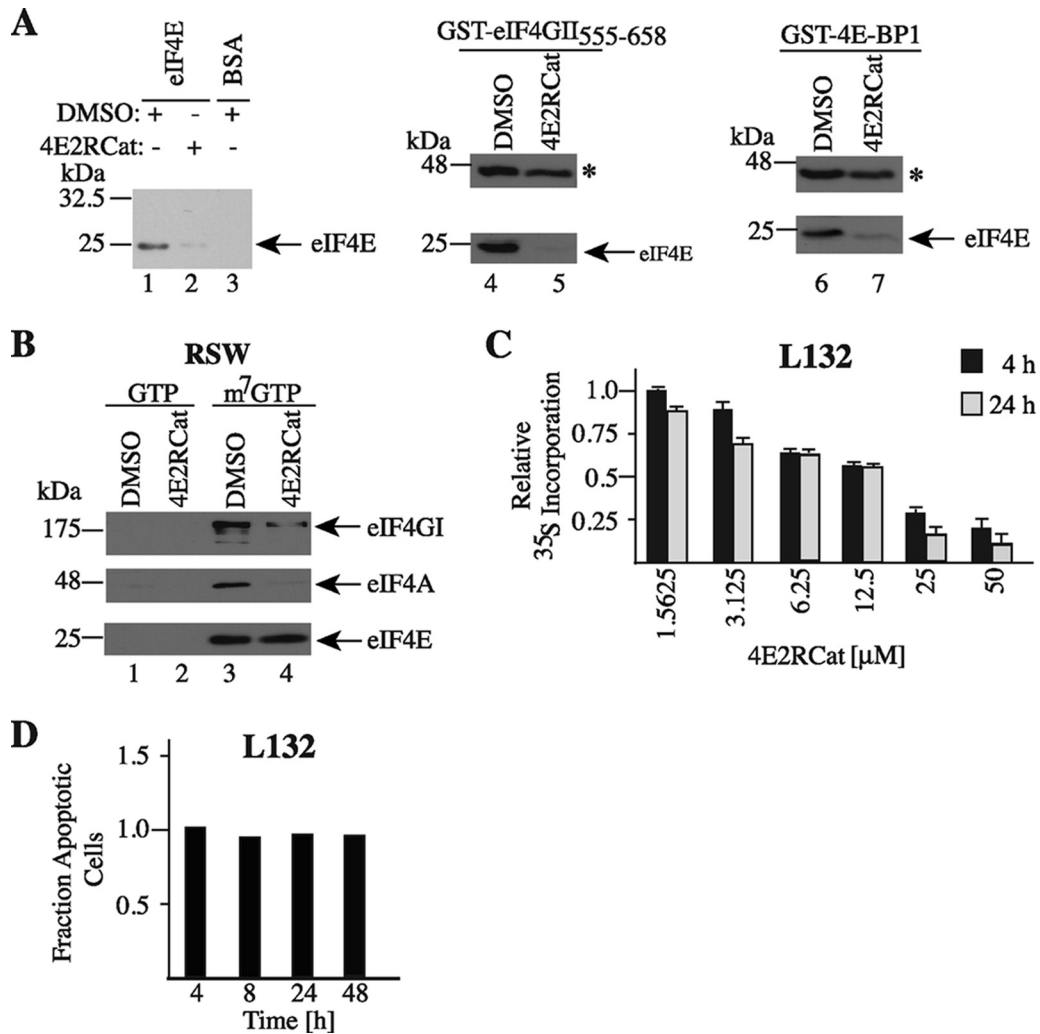 A
eIF4E
BSA
DMSO: + - +
4E2RCat: - + -
kDa
32.5
25
eIF4E
1 2 3
GST-eIF4GII555-658
DMSO
4E2RCat
kDa
48
*
25
eIF4E
4 5
GST-4E-BP1
DMSO
4E2RCat
kDa
48
*
25
eIF4E
6 7
B
RSW
GTP
m7GTP
DMSO
4E2RCat
DMSO
4E2RCat
kDa
175
eIF4GI
48
eIF4A
25
eIF4E
1 2 3 4
C
L132
4 h
24 h
Relative
35S Incorporation
1.0
0.75
0.5
0.25
1.5625
3.125
6.25
12.5
25
50
4E2RCat [µM]
D
L132
Fraction Apoptotic
Cells
1.5
1.0
0.5
4 8 24 48
Time [h]